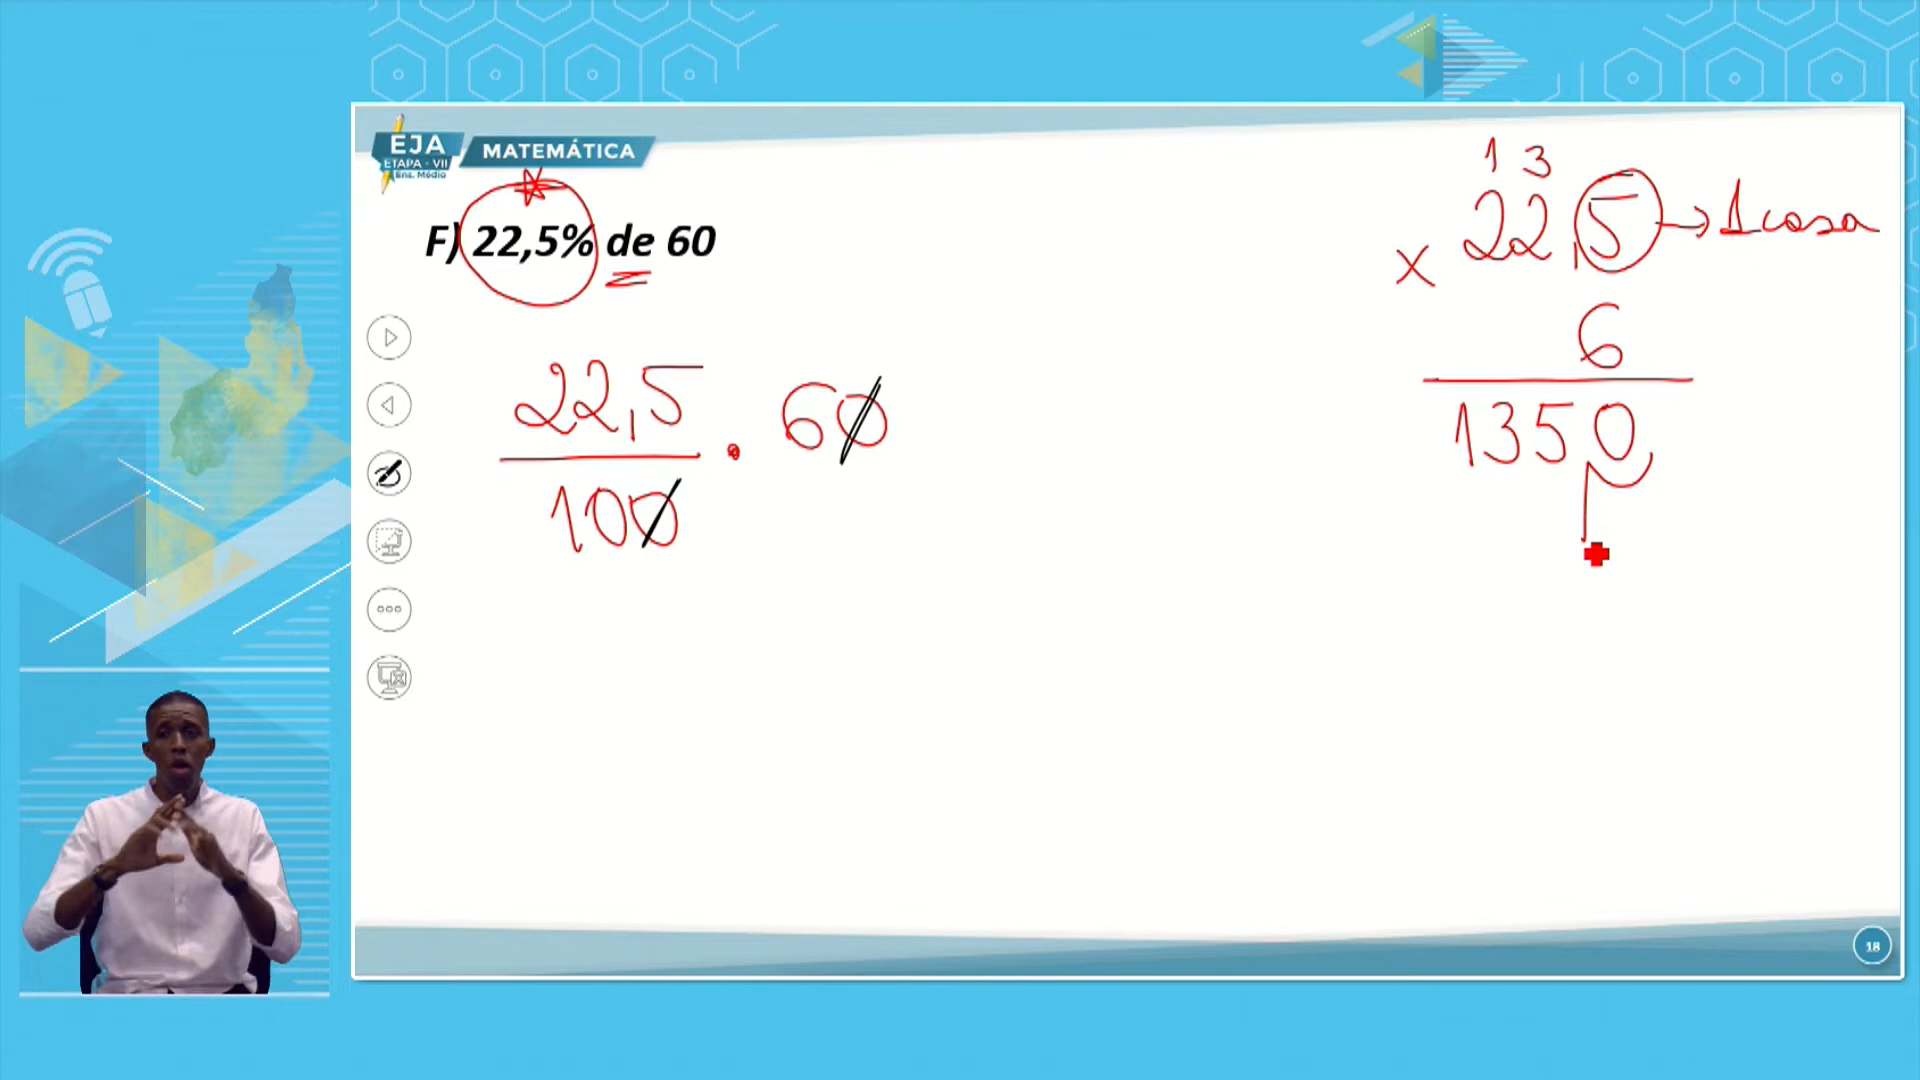 EJA
ETAPA - VII
Ens. Médio
MATEMÁTICA
F) 22,5% de 60
22,5
100
. 60
1 3
22,5 → 1 casa
x 6
1350
18